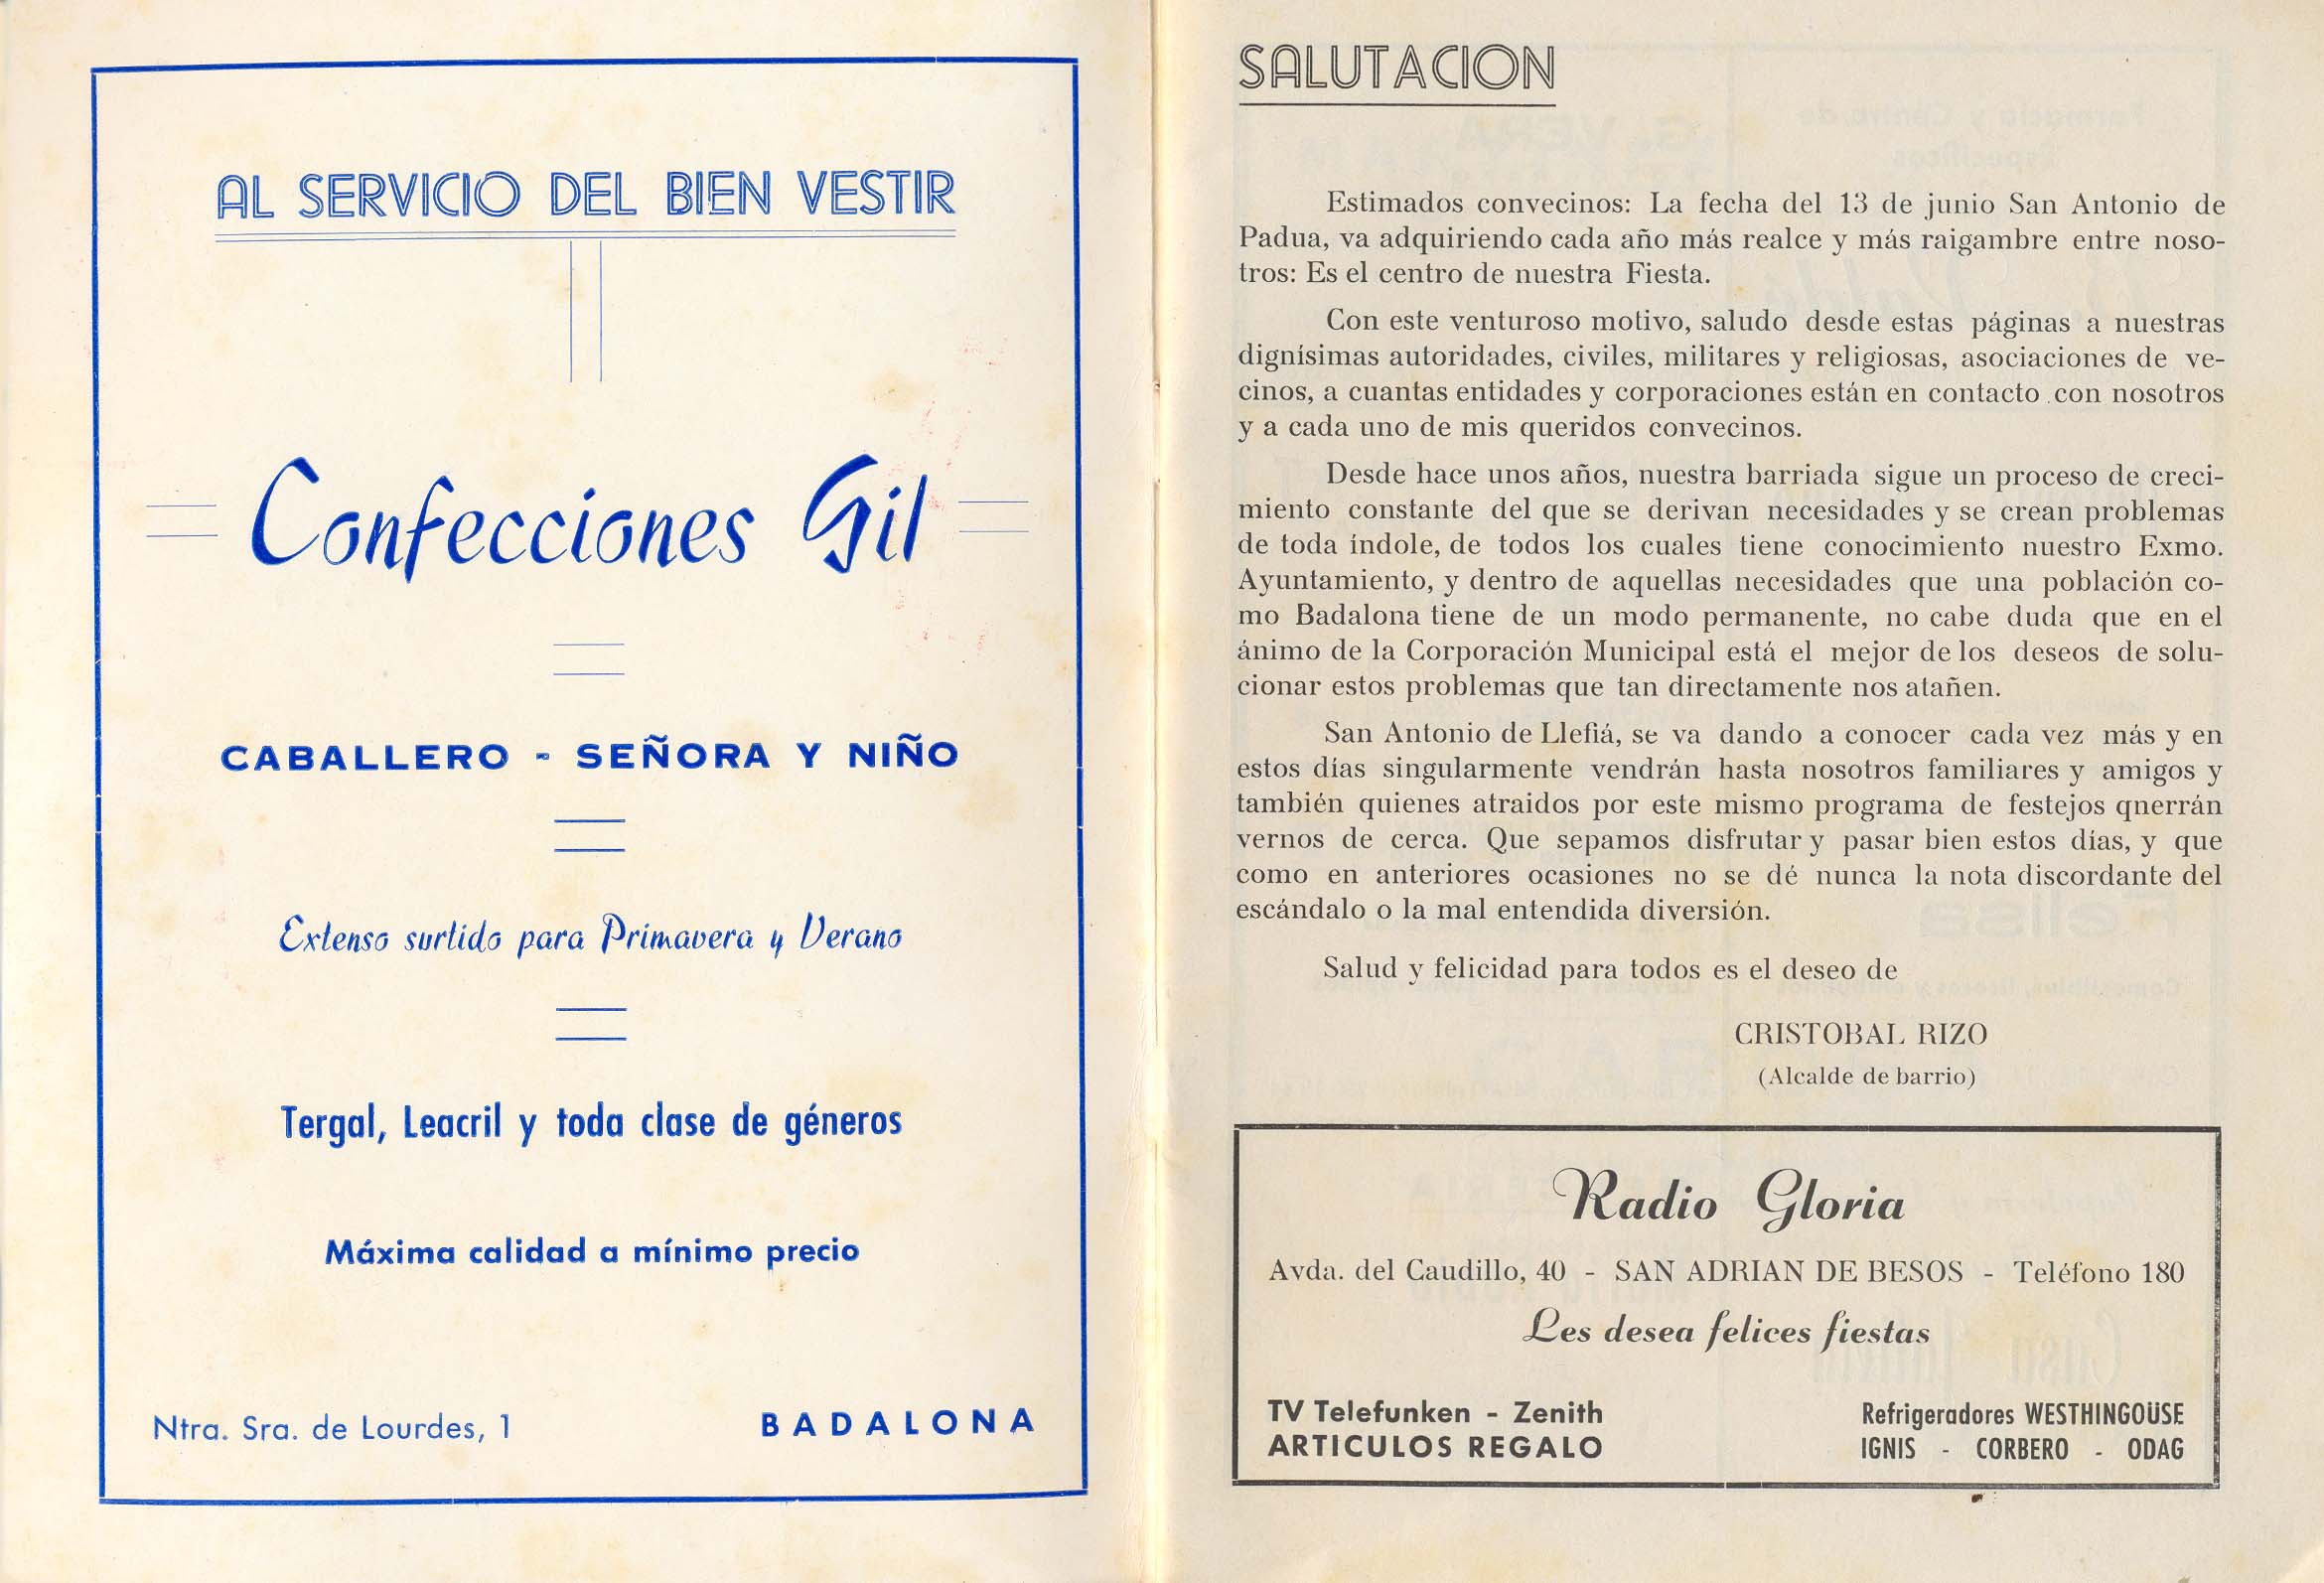 AL SERVICIO DEL BIEN VESTIR
Confecciones Gil
CABALLERO - SEÑORA Y NIÑO
Extenso surtido para Primavera y Verano
Tergal, Leacril y toda clase de géneros
Máxima calidad a mínimo precio
Ntra. Sra. de Lourdes, 1 BADALONA
SALUTACION
Estimados convecinos: La fecha del 13 de junio San Antonio de
Padua, va adquiriendo cada año más realce y más raigambre entre noso-
tros: Es el centro de nuestra Fiesta.
Con este venturoso motivo, saludo desde estas páginas a nuestras
dignísimas autoridades, civiles, militares y religiosas, asociaciones de ve-
cinos, a cuantas entidades y corporaciones están en contacto con nosotros
y a cada uno de mis queridos convecinos.
Desde hace unos años, nuestra barriada sigue un proceso de creci-
miento constante del que se derivan necesidades y se crean problemas
de toda índole, de todos los cuales tiene conocimiento nuestro Exmo.
Ayuntamiento, y dentro de aquellas necesidades que una población co-
mo Badalona tiene de un modo permanente, no cabe duda que en el
ánimo de la Corporación Municipal está el mejor de los deseos de solu-
cionar estos problemas que tan directamente nos atañen.
San Antonio de Llefiá, se va dando a conocer cada vez más y en
estos días singularmente vendrán hasta nosotros familiares y amigos y
también quienes atraidos por este mismo programa de festejos qnerrán
vernos de cerca. Que sepamos disfrutar y pasar bien estos días, y que
como en anteriores ocasiones no se dé nunca la nota discordante del
escándalo o la mal entendida diversión.
Salud y felicidad para todos es el deseo de
CRISTOBAL RIZO
(Alcalde de barrio)
Radio Gloria
Avda. del Caudillo, 40 - SAN ADRIAN DE BESOS - Teléfono 180
Les desea felices fiestas
TV Telefunken - Zenith
ARTICULOS REGALO
Refrigeradores WESTHINGOÜSE
IGNIS - CORBERO - ODAG